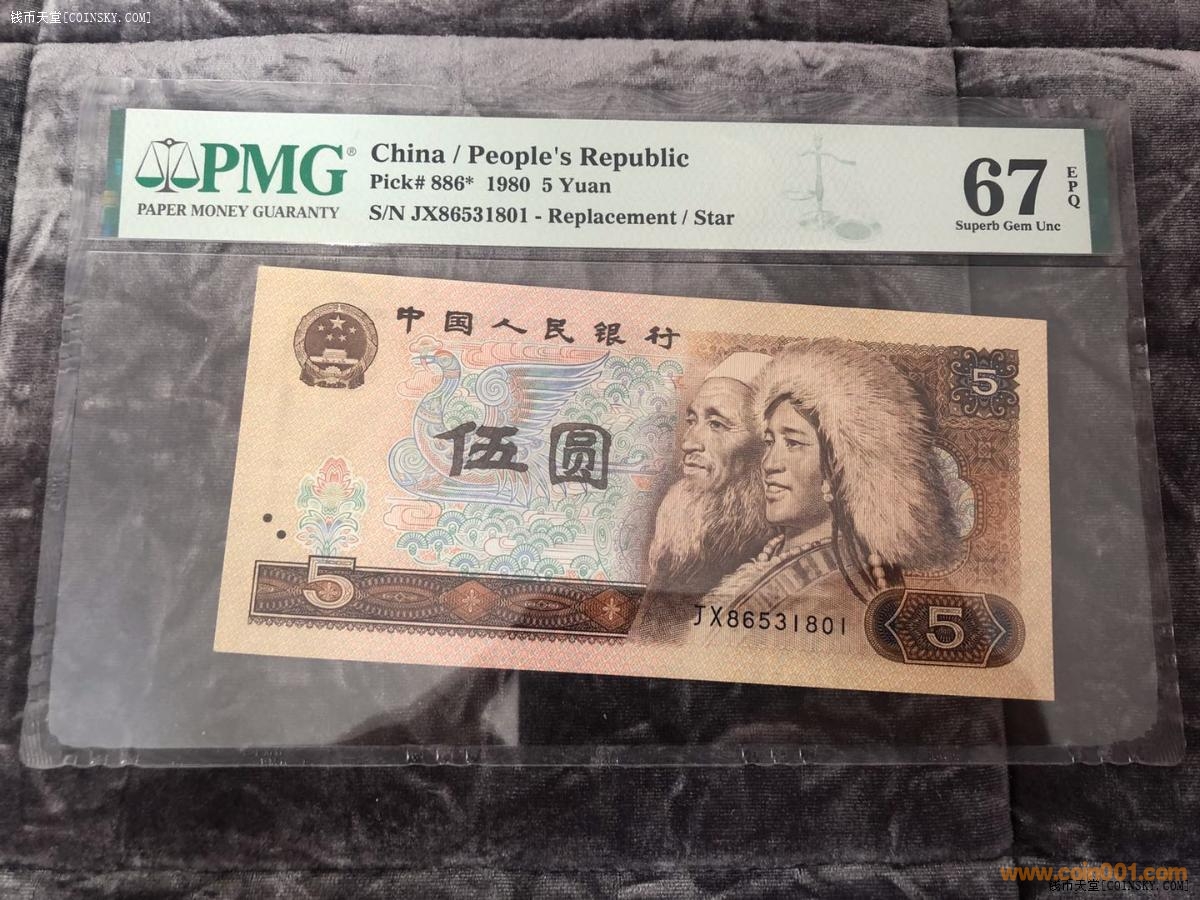 钱币天堂[COINSKY.COM]
PMG®
PAPER MONEY GUARANTY
China / People's Republic
Pick# 886* 1980 5 Yuan
S/N JX86531801 - Replacement / Star
67
EPQ
Superb Gem Unc
中国人民银行
5
伍圆
5
JX86531801
5
www.coin001.com
钱币天堂[COINSKY.COM]